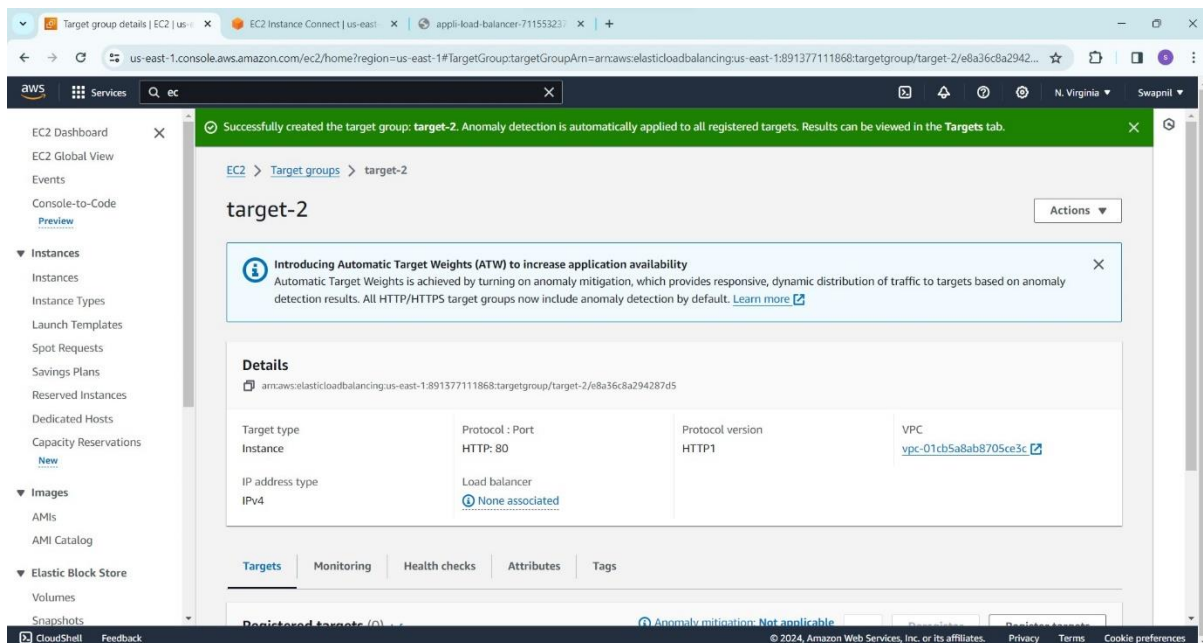 Target group details | EC2 | us-e
EC2 Instance Connect | us-east-
appli-load-balancer-711553237
us-east-1.console.aws.amazon.com/ec2/home?region=us-east-1#TargetGroup:targetGroupArn=arn:aws:elasticloadbalancing:us-east-1:891377111868:targetgroup/target-2/e8a36c8a2942...
aws Services ec N. Virginia Swapnil
EC2 Dashboard
EC2 Global View
Events
Console-to-Code
Preview
Instances
Instances
Instance Types
Launch Templates
Spot Requests
Savings Plans
Reserved Instances
Dedicated Hosts
Capacity Reservations
New
Images
AMIs
AMI Catalog
Elastic Block Store
Volumes
Snapshots
Successfully created the target group: target-2. Anomaly detection is automatically applied to all registered targets. Results can be viewed in the Targets tab.
EC2 > Target groups > target-2
target-2
Actions
Introducing Automatic Target Weights (ATW) to increase application availability
Automatic Target Weights is achieved by turning on anomaly mitigation, which provides responsive, dynamic distribution of traffic to targets based on anomaly
detection results. All HTTP/HTTPS target groups now include anomaly detection by default. Learn more
Details
arn:aws:elasticloadbalancing:us-east-1:891377111868:targetgroup/target-2/e8a36c8a294287d5
Target type
Instance
Protocol : Port
HTTP: 80
Protocol version
HTTP1
VPC
vpc-01cb5a8ab8705ce3c
IP address type
IPv4
Load balancer
None associated
Targets Monitoring Health checks Attributes Tags
Registered targets (0) Anomaly mitigation: Not applicable Deregister Register targets
CloudShell Feedback © 2024, Amazon Web Services, Inc. or its affiliates. Privacy Terms Cookie preferences